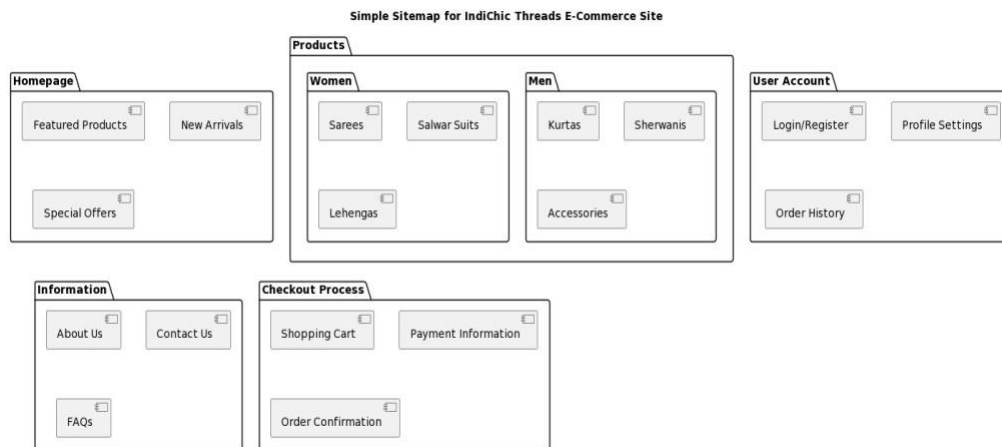 Simple Sitemap for IndiChic Threads E-Commerce Site
Homepage
Featured Products
New Arrivals
Special Offers
Products
Women
Sarees
Salwar Suits
Lehengas
Men
Kurtas
Sherwanis
Accessories
User Account
Login/Register
Profile Settings
Order History
Information
About Us
Contact Us
FAQs
Checkout Process
Shopping Cart
Payment Information
Order Confirmation